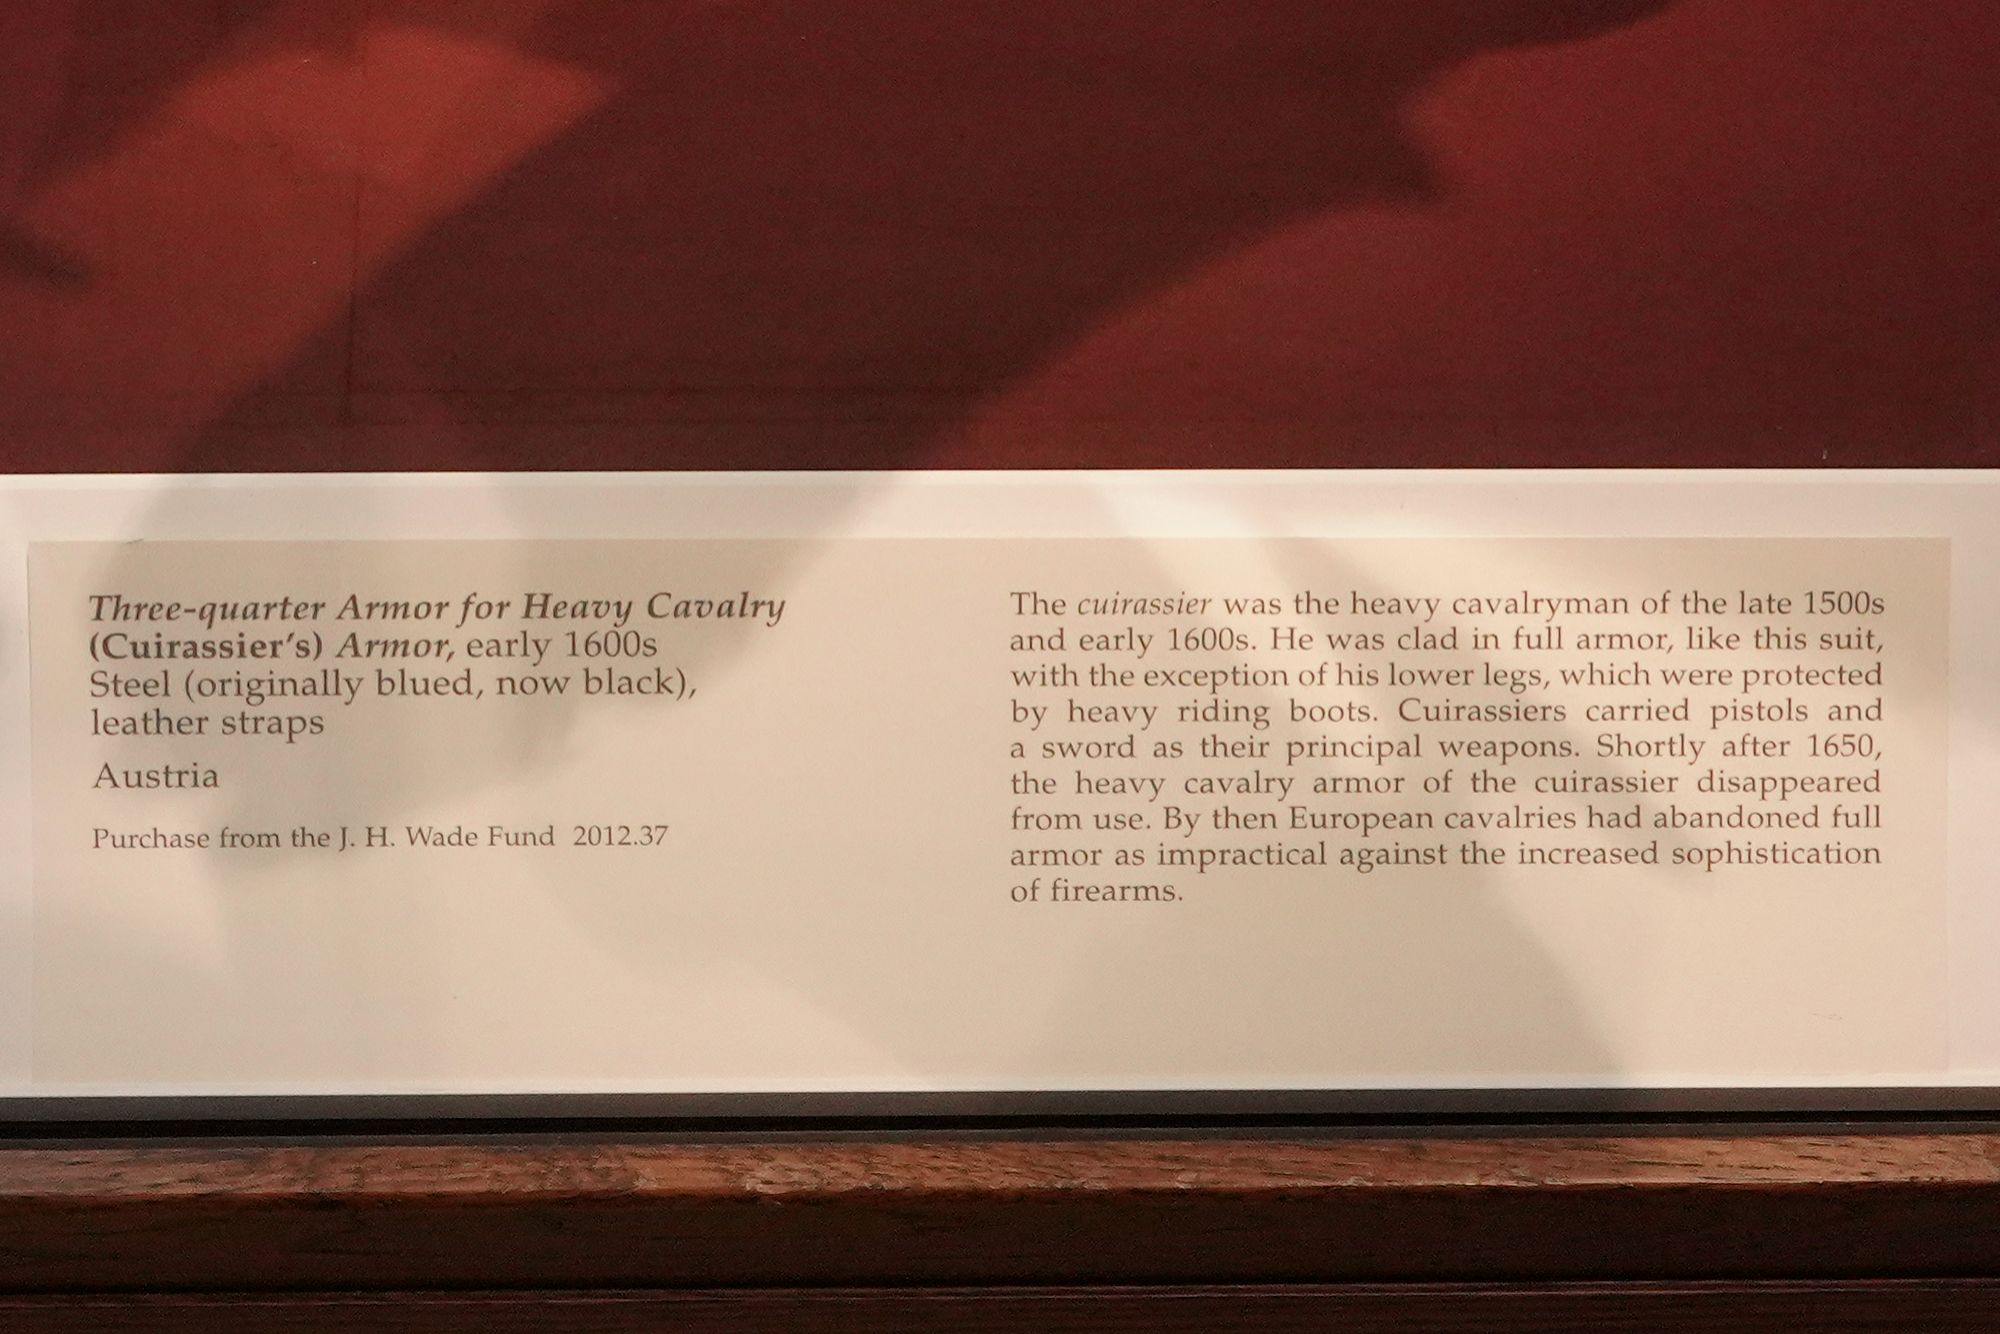 Three-quarter Armor for Heavy Cavalry
(Cuirassier's) Armor, early 1600s
Steel (originally blued, now black),
leather straps
Austria
Purchase from the J. H. Wade Fund 2012.37
The cuirassier was the heavy cavalryman of the late 1500s
and early 1600s. He was clad in full armor, like this suit,
with the exception of his lower legs, which were protected
by heavy riding boots. Cuirassiers carried pistols and
a sword as their principal weapons. Shortly after 1650,
the heavy cavalry armor of the cuirassier disappeared
from use. By then European cavalries had abandoned full
armor as impractical against the increased sophistication
of firearms.